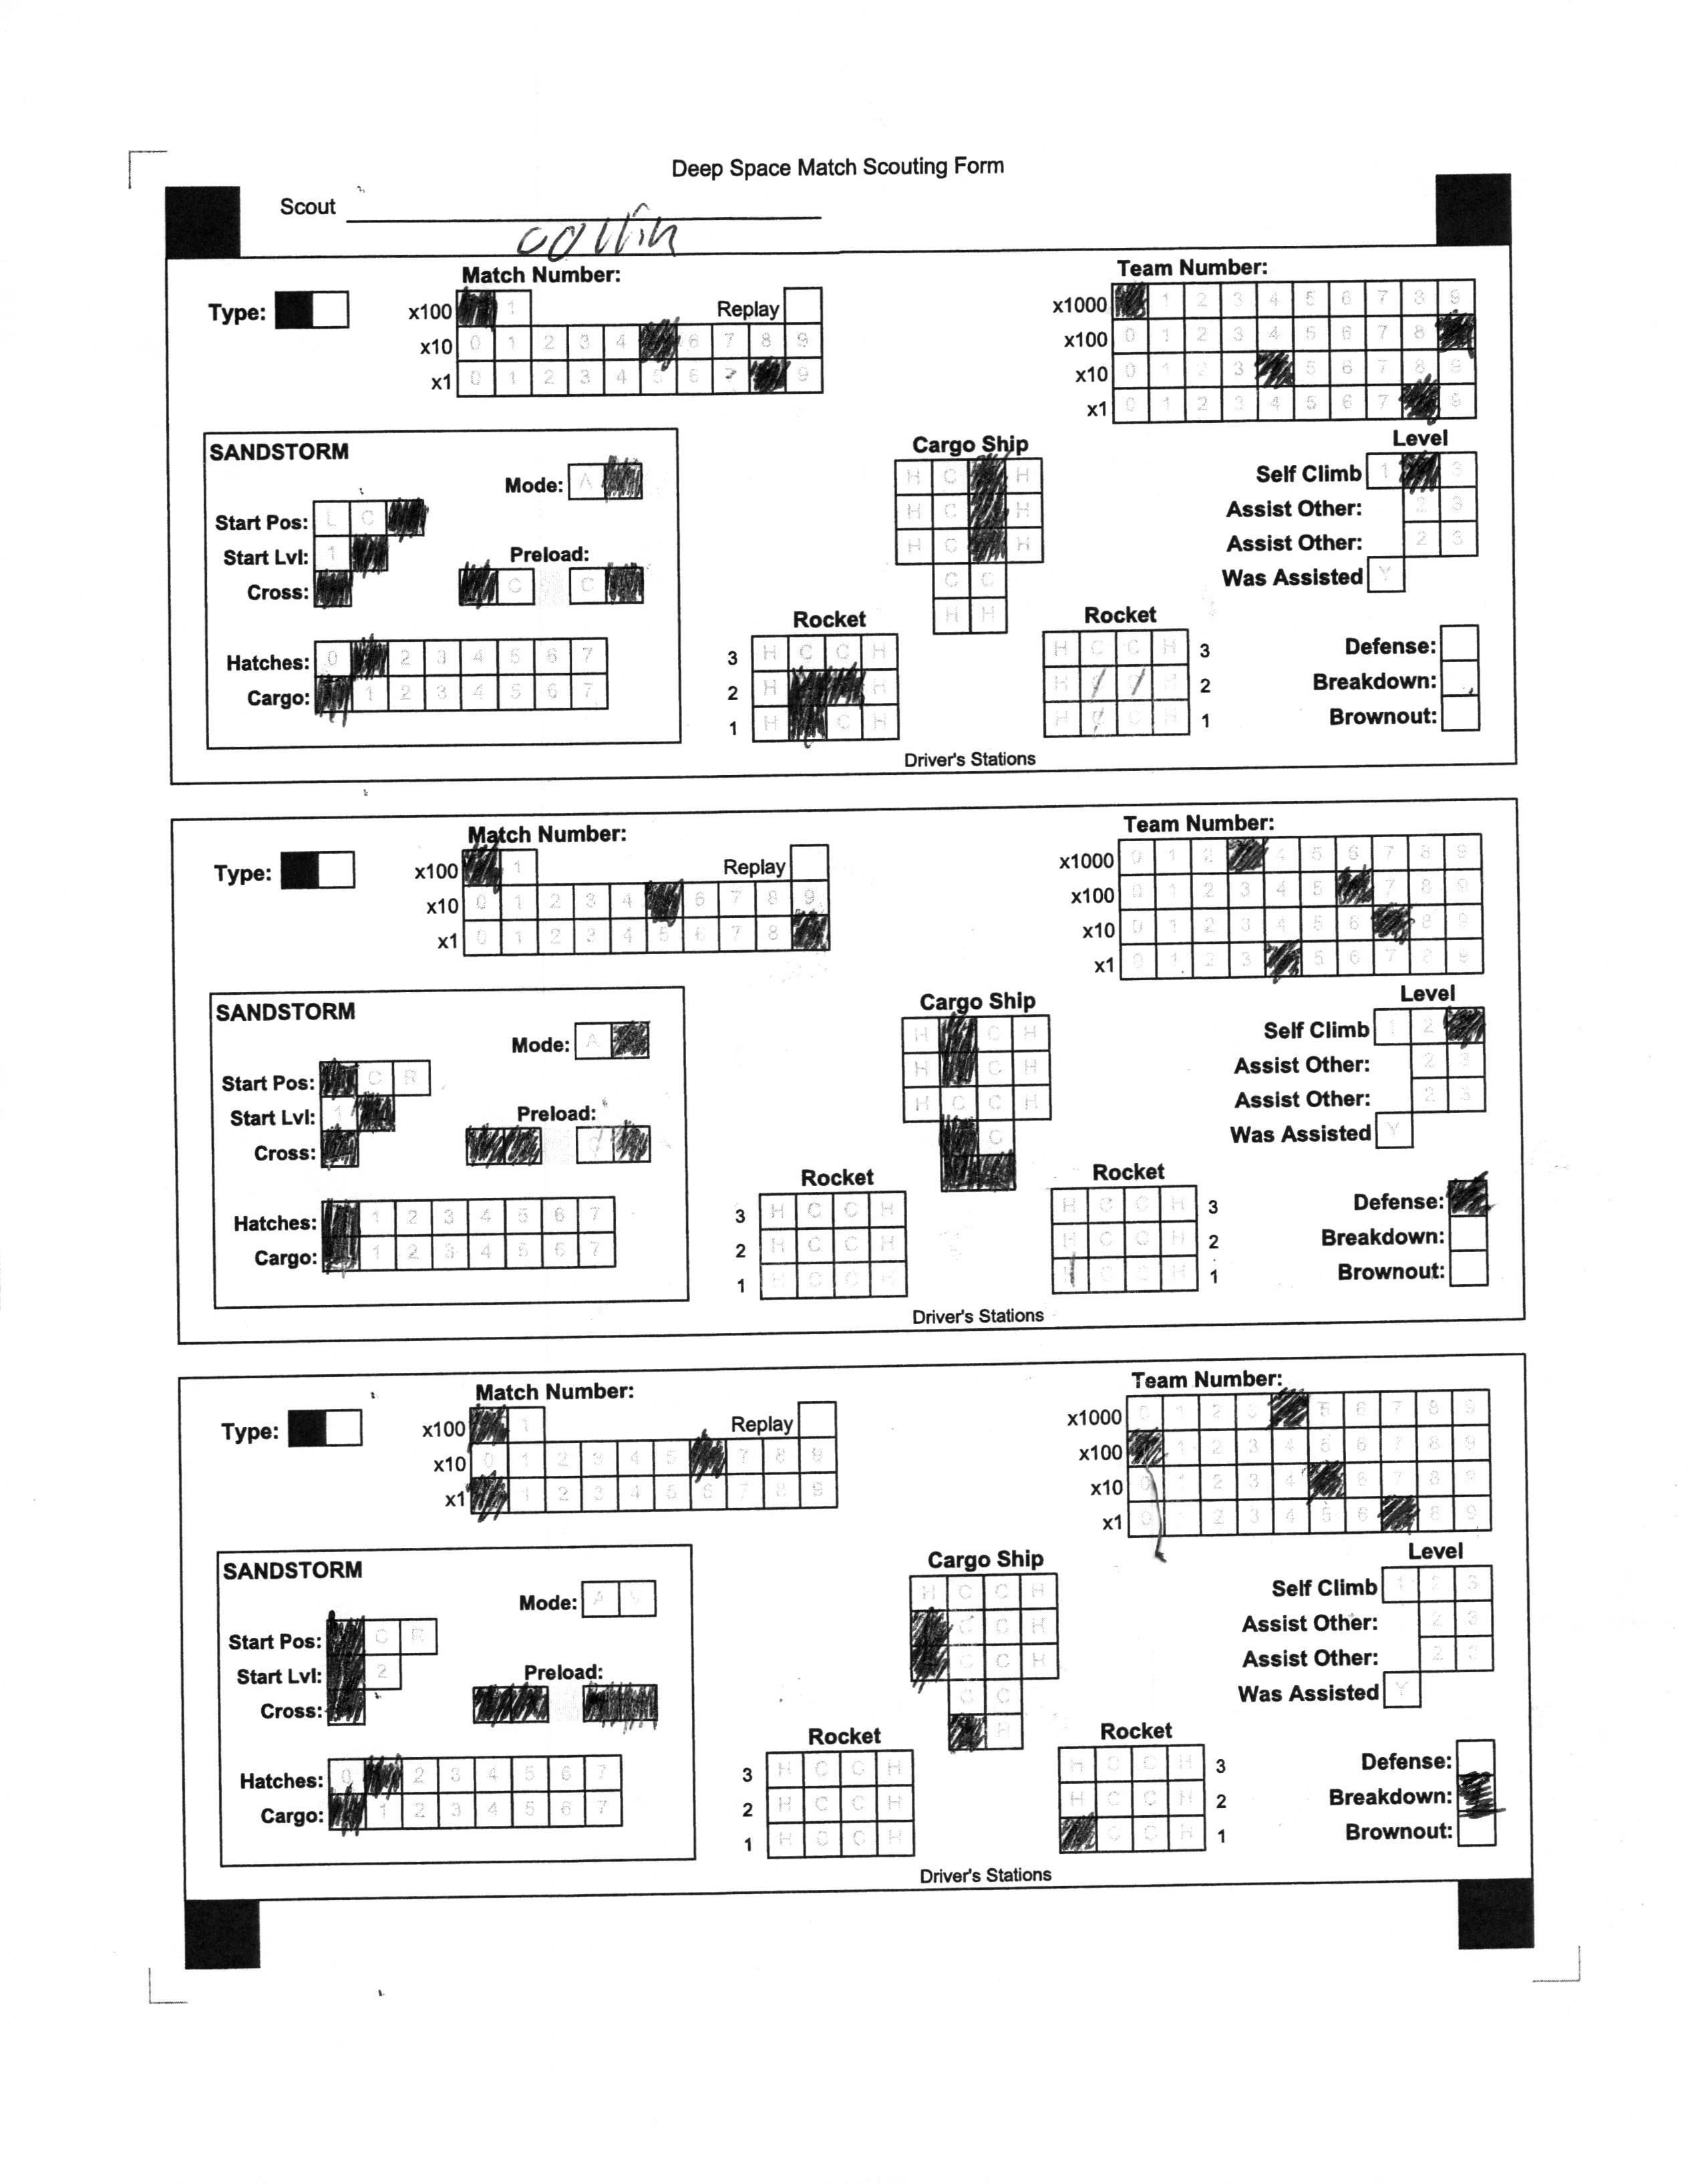 Deep Space Match Scouting Form
Scout
Match Number:
Team Number:
Type:
x100 1 Replay
x10 0 1 2 3 4 6 7 8 9
x1 0 1 2 3 4 5 6 7 9
x1000 1 2 3 4 5 6 7 8 9
x100 0 1 2 3 4 5 6 7 8
x10 0 1 2 3 5 6 7 8 9
x1 0 1 2 3 4 5 6 7 9
SANDSTORM
Mode: A
Start Pos: L C
Start Lvl: 1
Cross:
Preload:
C C
Hatches: 0 2 3 4 5 6 7
Cargo: 1 2 3 4 5 6 7
Cargo Ship
H C H
H C H
H C H
C C
H H
Level
Self Climb 1 3
Assist Other: 2 3
Assist Other: 2 3
Was Assisted Y
Rocket
3 H C C H
2 H H
1 H C H
Rocket
H C C H 3
H H 2
H C C H 1
Defense:
Breakdown:
Brownout:
Driver's Stations
Match Number:
Team Number:
Type:
x100 1 Replay
x10 0 1 2 3 4 6 7 8 9
x1 0 1 2 3 4 5 6 7 8
x1000 0 1 2 4 5 6 7 8 9
x100 0 1 2 3 4 5 7 8 9
x10 0 1 2 3 4 5 6 8 9
x1 0 1 2 3 5 6 7 8 9
SANDSTORM
Mode: A
Start Pos: C R
Start Lvl: 1
Cross:
Preload:
Hatches: 1 2 3 4 5 6 7
Cargo: 1 2 3 4 5 6 7
Cargo Ship
H C H
H C H
H C C H
C
Level
Self Climb 1 2
Assist Other: 2 3
Assist Other: 2 3
Was Assisted Y
Rocket
3 H C C H
2 H C C H
1 H C C H
Rocket
H C C H 3
H C C H 2
H C C H 1
Defense:
Breakdown:
Brownout:
Driver's Stations
Match Number:
Team Number:
Type:
x100 1 Replay
x10 0 1 2 3 4 5 7 8 9
x1 1 2 3 4 5 6 7 8 9
x1000 0 1 2 3 5 6 7 8 9
x100 1 2 3 4 5 6 7 8 9
x10 0 1 2 3 4 6 7 8 9
x1 0 1 2 3 4 5 6 8 9
SANDSTORM
Mode: A
Start Pos: C R
Start Lvl: 2
Cross:
Preload:
Hatches: 0 2 3 4 5 6 7
Cargo: 1 2 3 4 5 6 7
Cargo Ship
H C C H
C C H
C C H
C C
H
Level
Self Climb 1 2 3
Assist Other: 2 3
Assist Other: 2 3
Was Assisted Y
Rocket
3 H C C H
2 H C C H
1 H C C H
Rocket
H C C H 3
H C C H 2
C C H 1
Defense:
Breakdown:
Brownout:
Driver's Stations